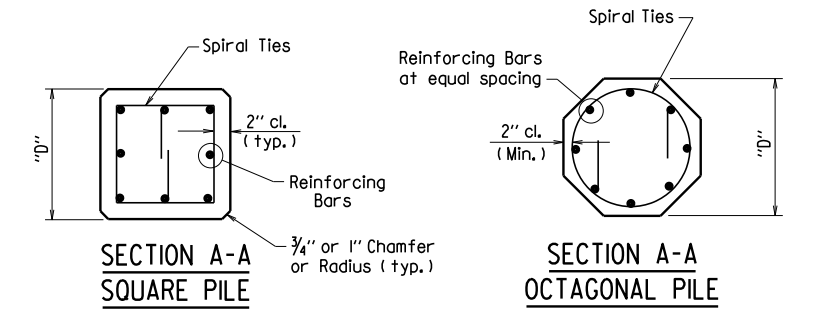 Spiral Ties
"D"
2" cl.
(typ.)
Reinforcing
Bars
¾" or 1" Chamfer
or Radius (typ.)
SECTION A-A
SQUARE PILE
Spiral Ties
Reinforcing Bars
at equal spacing
2" cl.
(Min.)
"D"
SECTION A-A
OCTAGONAL PILE